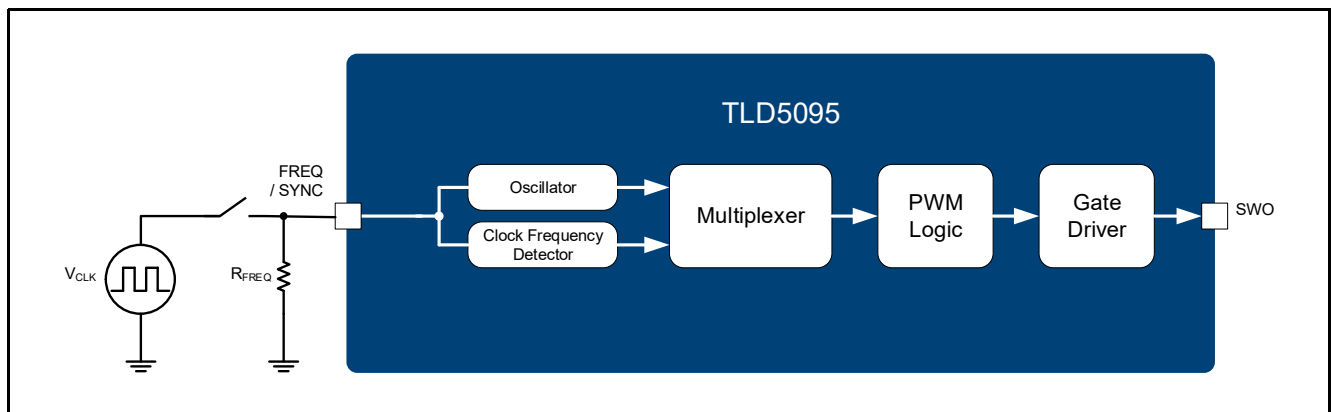 TLD5095
FREQ
/ SYNC
Oscillator
Clock Frequency
Detector
Multiplexer
PWM
Logic
Gate
Driver
SWO
VCLK
RFREQ